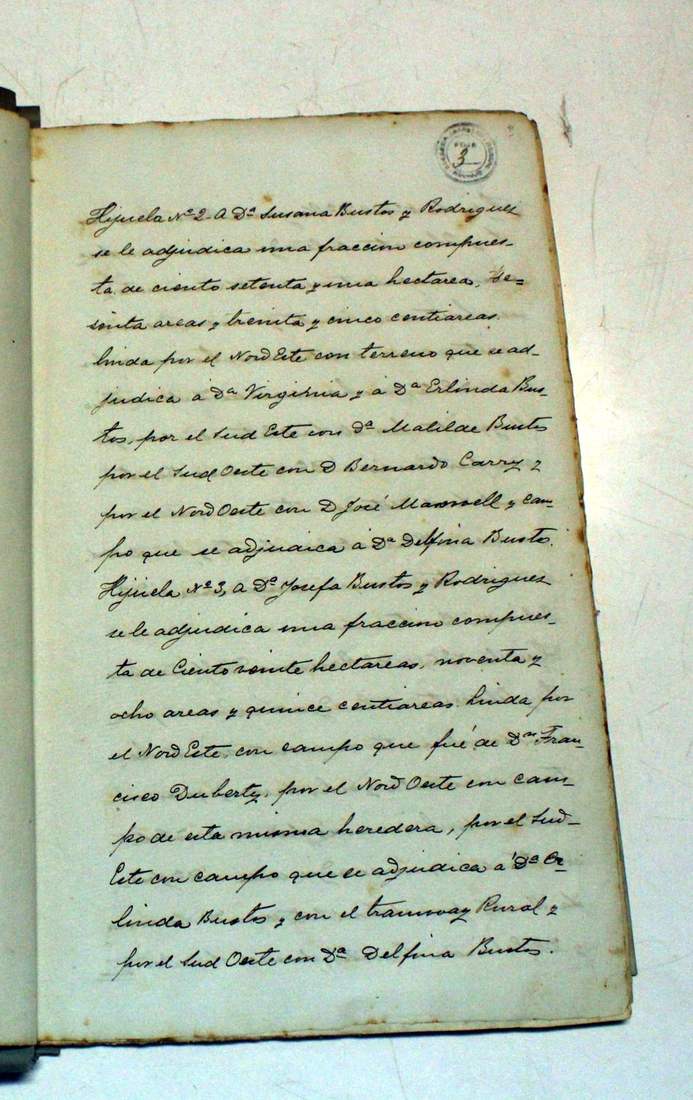 3
Hijuela Nº 2 A Dª Susana Bustos y Rodriguez
se le adjudica una fraccion compues-
ta de ciento setenta y una hectarea,
areas y treinta y cinco centiareas.
linda por el Nord Este con terreno que se ad-
judica á Dª Virginia y á Dª Erlinda Bus-
tos, por el Sud Este con Dª Matilde Bustos
por el Sud Oeste con D Bernardo Carry y
por el Nord Oeste con D José Maxwell y cam-
po que se adjudica á Dª Delfina Bustos.
Hijuela Nº 3, a Dª Josefa Bustos y Rodriguez
se le adjudica una fraccion compues-
ta de Ciento veinte hectareas, noventa y
ocho areas y quince centiareas. Linda por
el Nord Este, con campo que fué de Dn Fran-
cisco Duberty, por el Nord Oeste con cam-
po de esta misma heredera, por el Sud-
Este con campo que se adjudica á Dª Er-
linda Bustos y con el tramway Rural y
por el Sud Oeste con Dª Delfina Bustos.